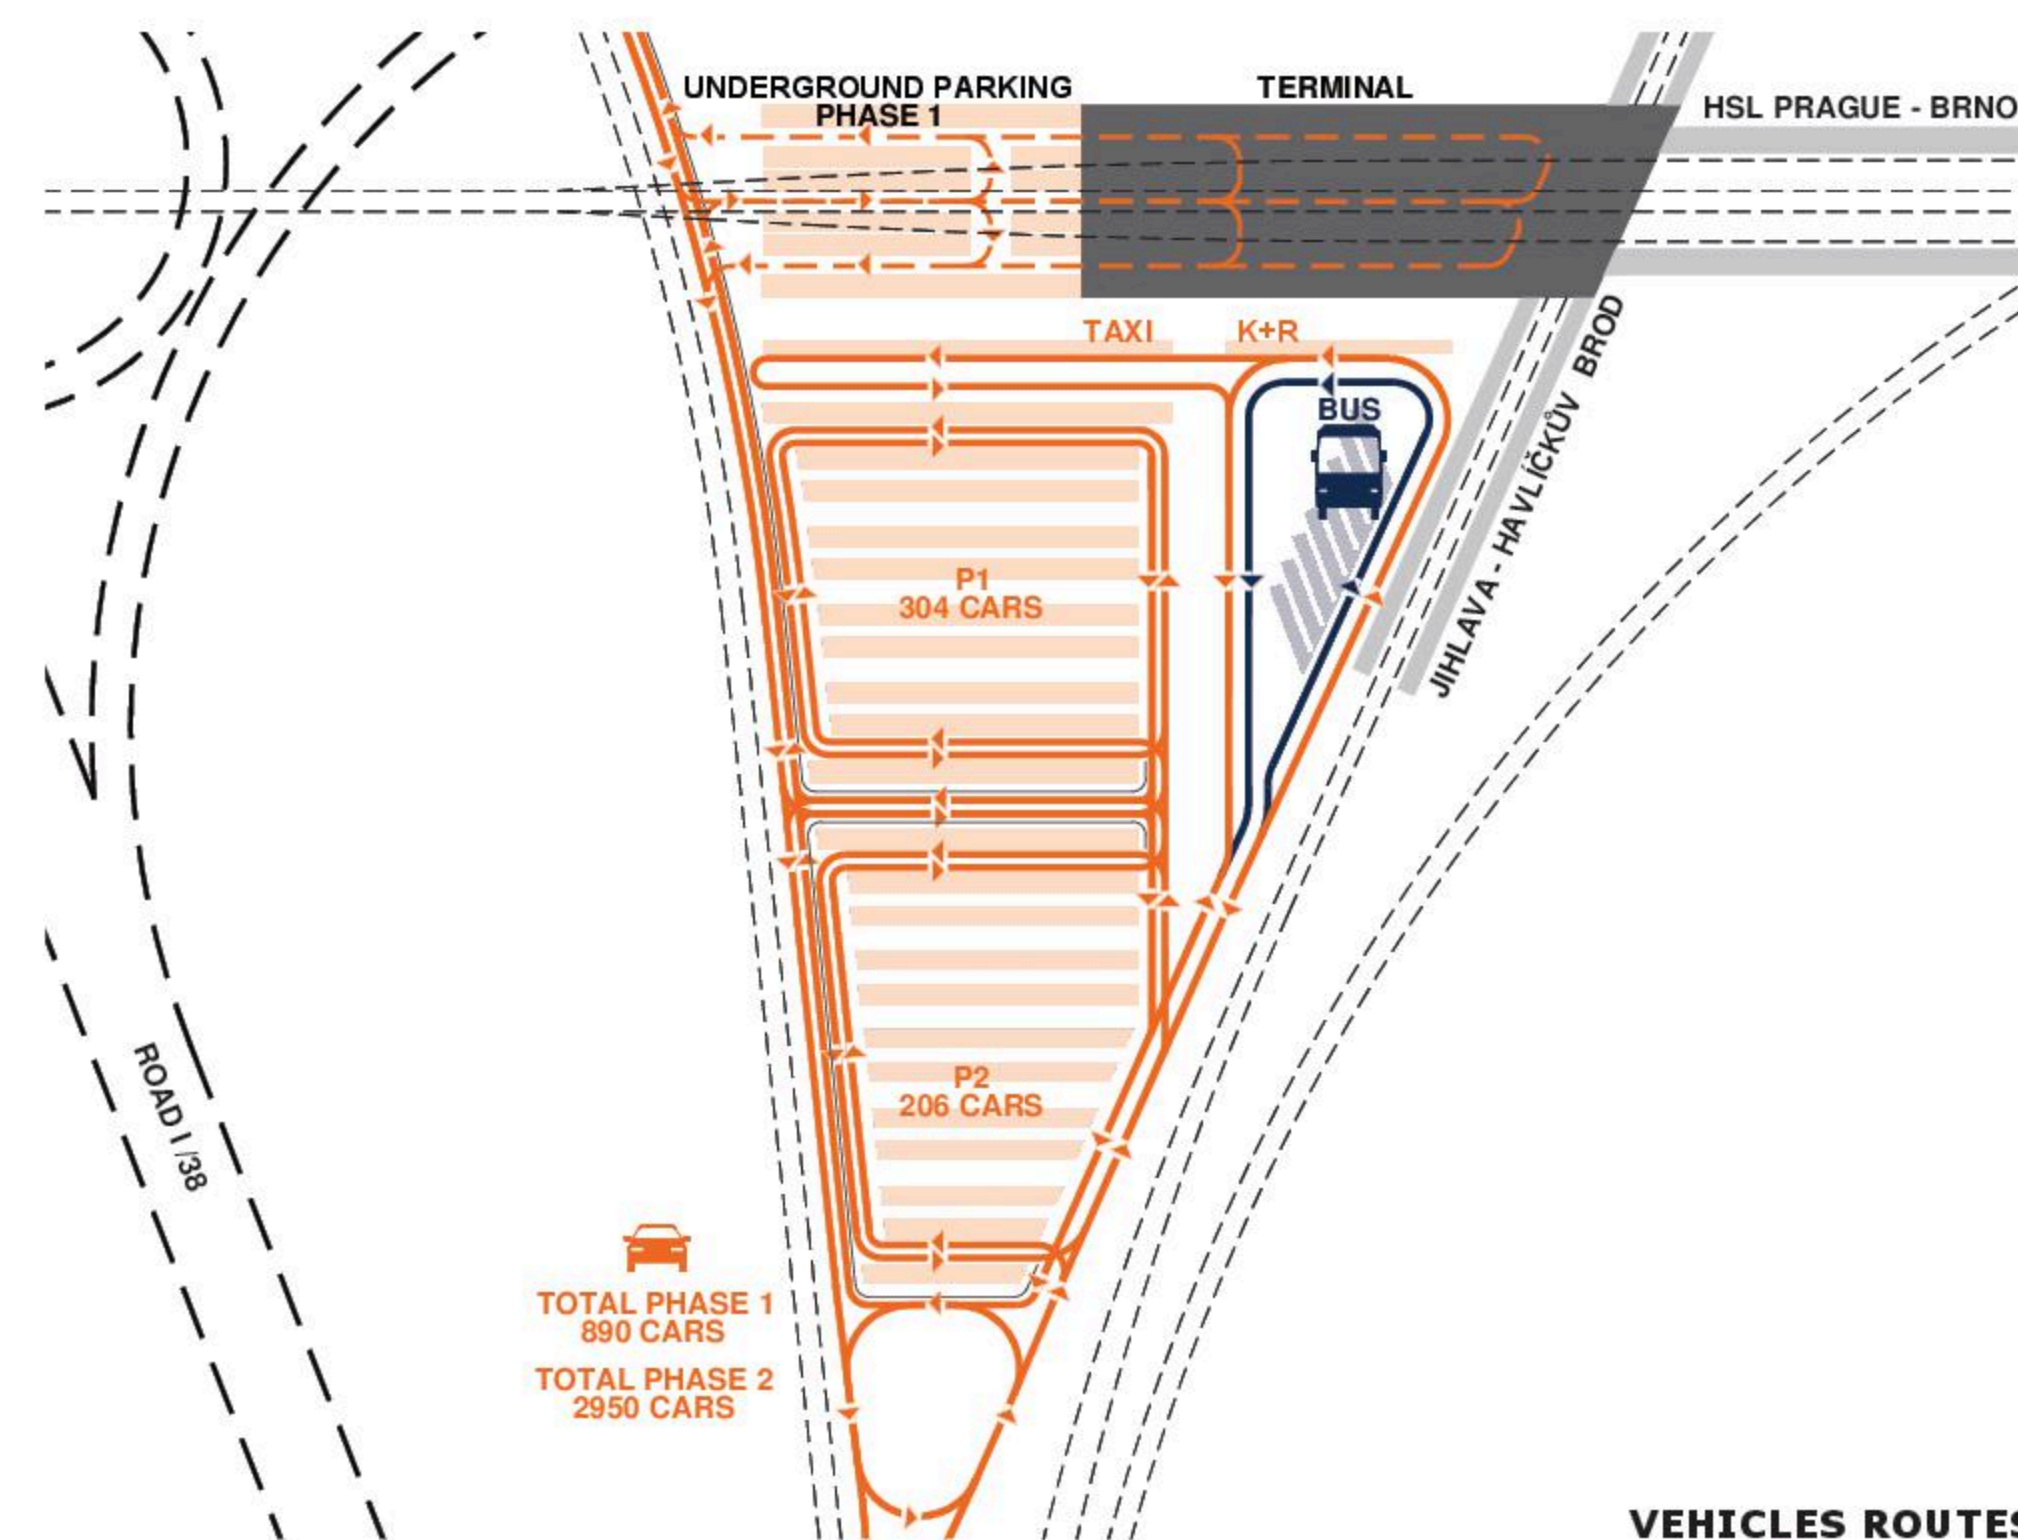 UNDERGROUND PARKING
PHASE 1
TERMINAL
HSL PRAGUE - BRNO
TAXI
K+R
BUS
JIHLAVA - HAVLÍČKŮV BROD
P1
304 CARS
P2
206 CARS
ROAD I /38
TOTAL PHASE 1
890 CARS
TOTAL PHASE 2
2950 CARS
VEHICLES ROUTES